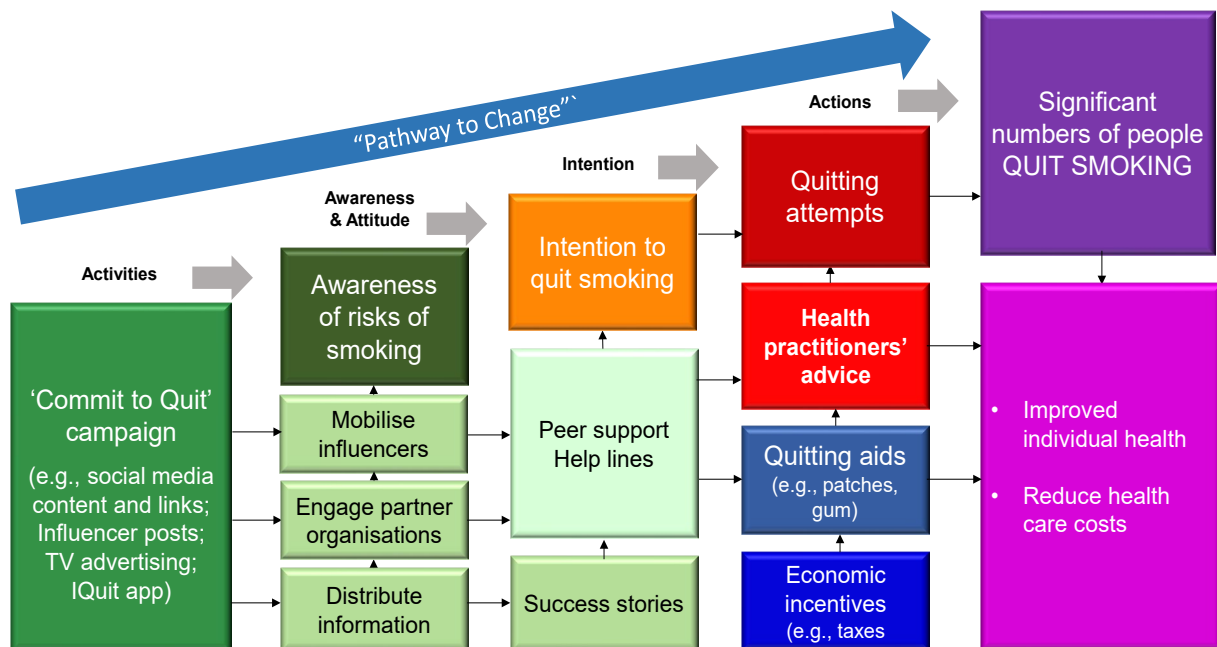 “Pathway to Change”`
Activities
‘Commit to Quit’
campaign
(e.g., social media
content and links;
Influencer posts;
TV advertising;
IQuit app)
Awareness
& Attitude
Awareness
of risks of
smoking
Mobilise
influencers
Engage partner
organisations
Distribute
information
Intention
Intention to
quit smoking
Peer support
Help lines
Success stories
Actions
Quitting
attempts
Health
practitioners’
advice
Quitting aids
(e.g., patches,
gum)
Economic
incentives
(e.g., taxes
Significant
numbers of people
QUIT SMOKING
• Improved
individual health
• Reduce health
care costs